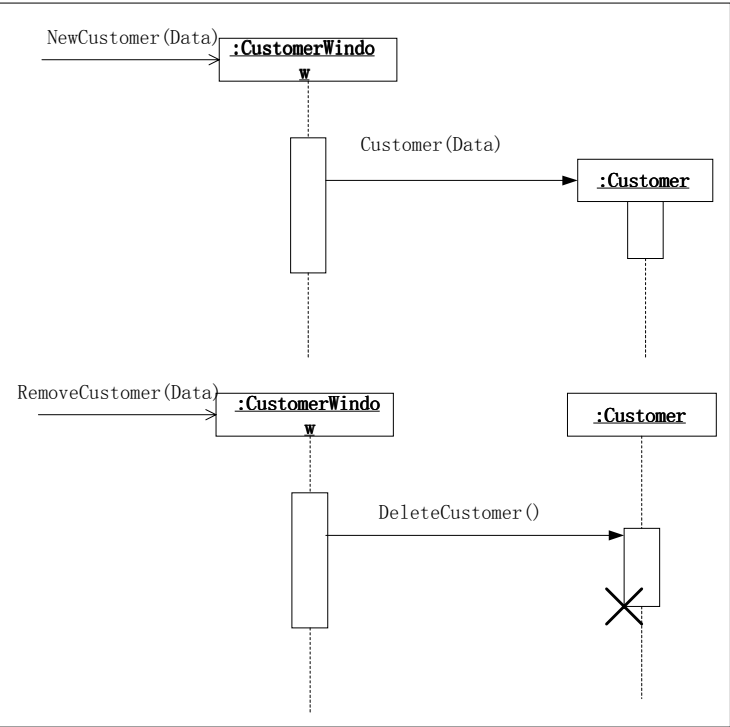 NewCustomer(Data)
:CustomerWindo
w
Customer(Data)
:Customer
RemoveCustomer(Data)
:CustomerWindo
w
:Customer
DeleteCustomer()